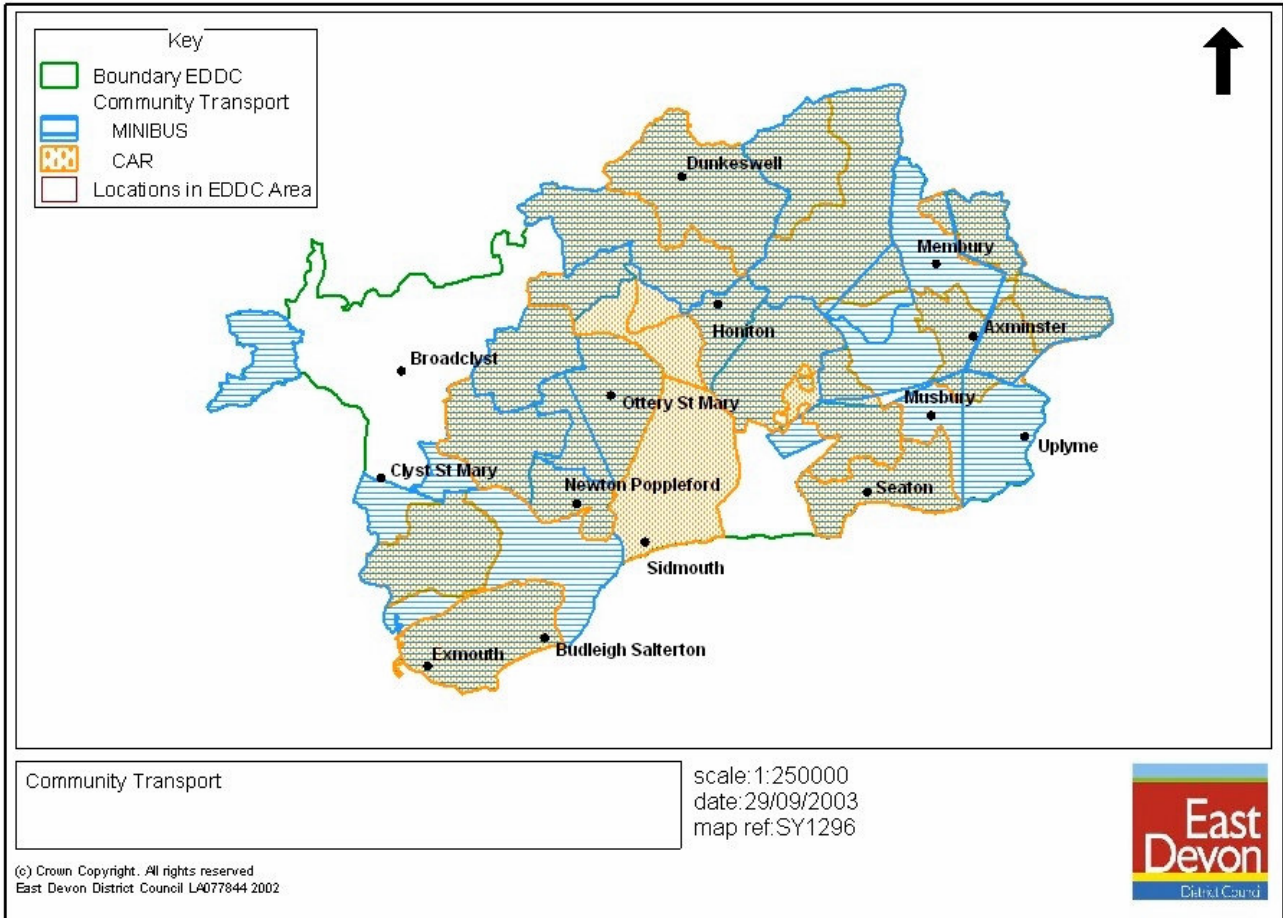 Key
Boundary EDDC
Community Transport
MINIBUS
CAR
Locations in EDDC Area
Dunkeswell
Membury
Honiton
Axminster
Broadclyst
Ottery St Mary
Musbury
Uplyme
Clyst St Mary
Newton Poppleford
Seaton
Sidmouth
Budleigh Salterton
Exmouth
Community Transport
scale:1:250000
date:29/09/2003
map ref:SY1296
(c) Crown Copyright. All rights reserved
East Devon District Council LA077844 2002
East
Devon
District Council